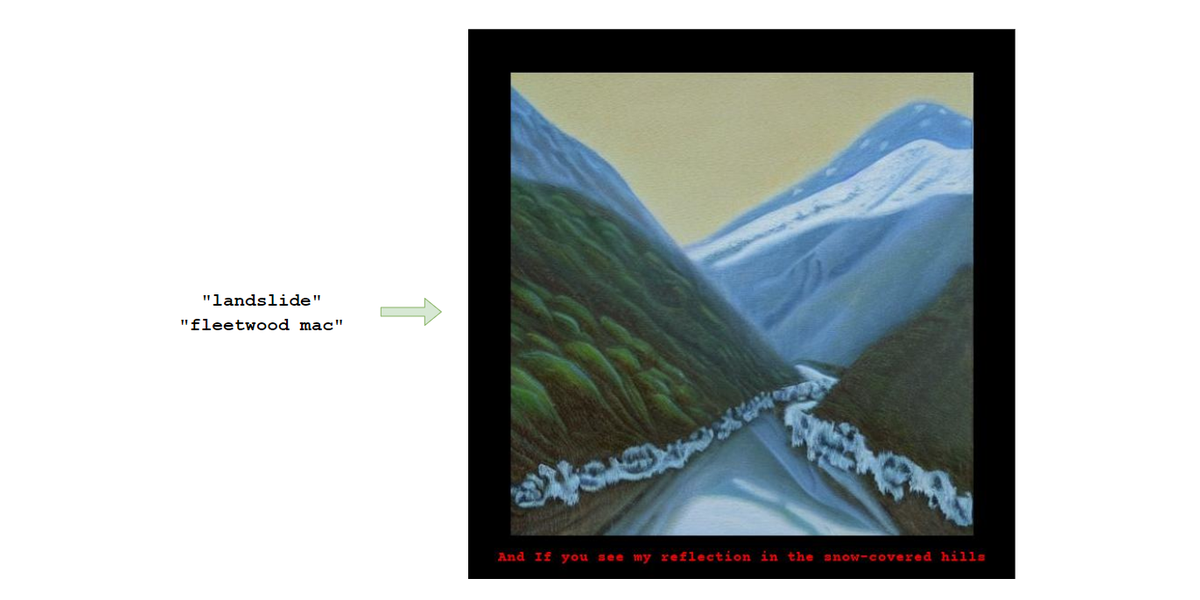 "landslide"
"fleetwood mac"
And If you see my reflection in the snow-covered hills